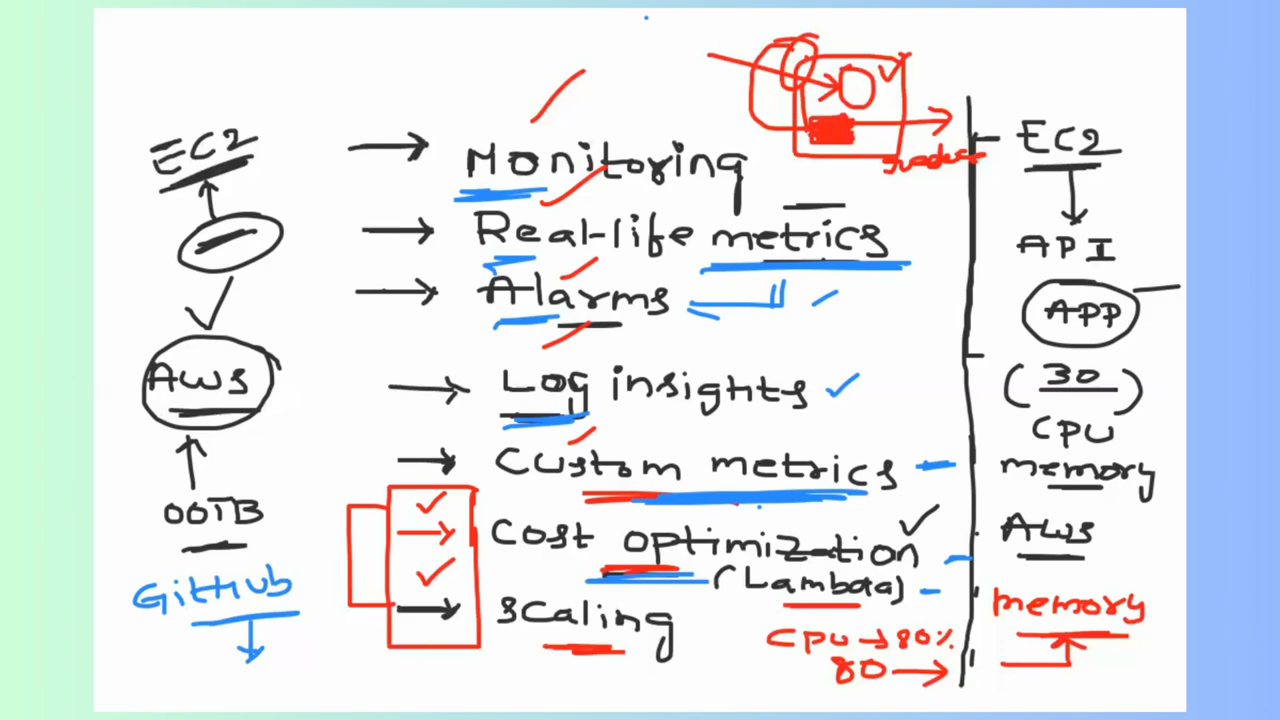 EC2
AWS
OOTB
GitHub
Monitoring
Real-life metrics
Alarms
Log insights
Custom metrics
Cost optimization
(Lambda)
Scaling
CPU → 80%
80 →
EC2
API
APP
(30)
CPU
memory
AWS
memory